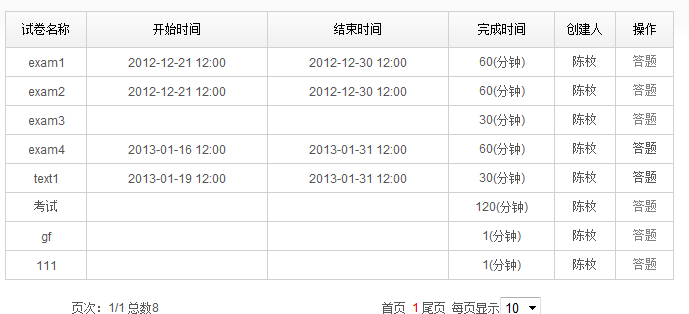 试卷名称 开始时间 结束时间 完成时间 创建人 操作
exam1 2012-12-21 12:00 2012-12-30 12:00 60(分钟) 陈枚 答题
exam2 2012-12-21 12:00 2012-12-30 12:00 60(分钟) 陈枚 答题
exam3 30(分钟) 陈枚 答题
exam4 2013-01-16 12:00 2013-01-31 12:00 60(分钟) 陈枚 答题
text1 2013-01-19 12:00 2013-01-31 12:00 30(分钟) 陈枚 答题
考试 120(分钟) 陈枚 答题
gf 1(分钟) 陈枚 答题
111 1(分钟) 陈枚 答题
页次：1/1 总数8 首页 1 尾页 每页显示 10